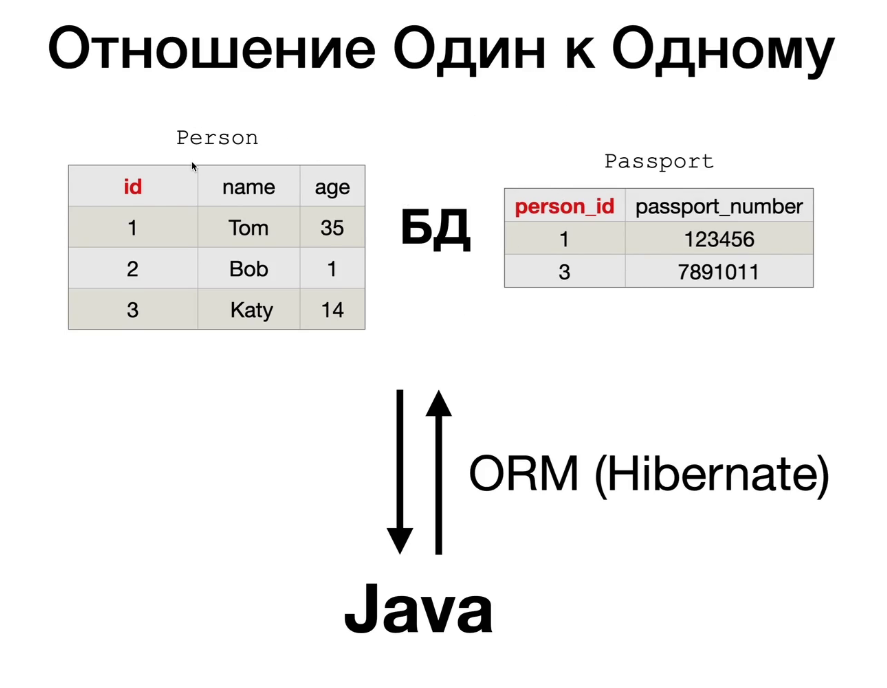 Отношение Один к Одному
Person
id name age
1 Tom 35
2 Bob 1
3 Katy 14
БД
Passport
person_id passport_number
1 123456
3 7891011
ORM (Hibernate)
Java